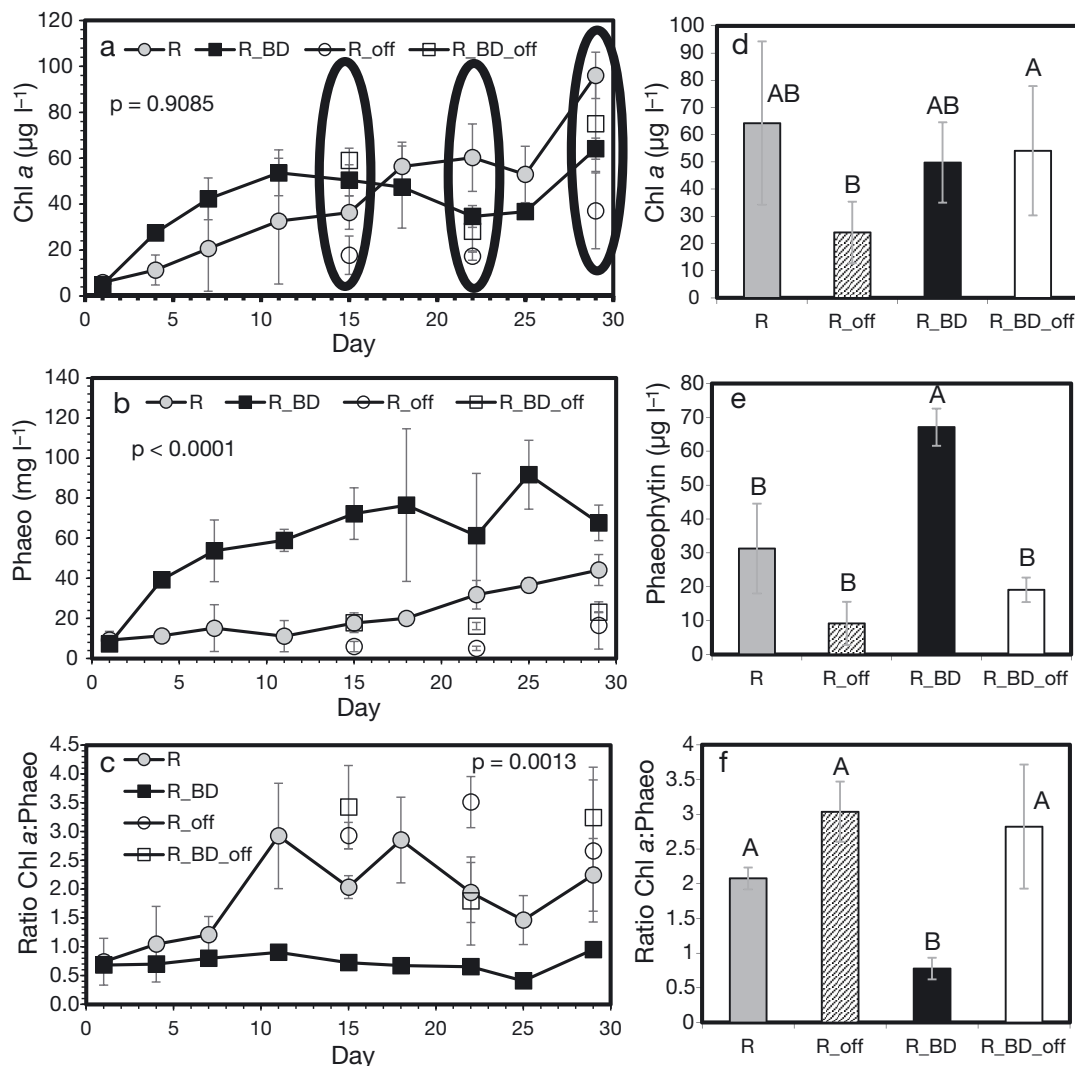 a
R
R_BD
R_off
R_BD_off
p = 0.9085
Chl a (µg l⁻¹)
120
100
80
60
40
20
0
0 5 10 15 20 25 30
Day
d
Chl a (µg l⁻¹)
100
90
80
70
60
50
40
30
20
10
0
AB
B
AB
A
R R_off R_BD R_BD_off
b
R
R_BD
R_off
R_BD_off
p < 0.0001
Phaeo (mg l⁻¹)
140
120
100
80
60
40
20
0
0 5 10 15 20 25 30
Day
e
Phaeophytin (µg l⁻¹)
80
70
60
50
40
30
20
10
0
B
B
A
B
R R_off R_BD R_BD_off
c
R
R_BD
R_off
R_BD_off
p = 0.0013
Ratio Chl a:Phaeo
4.5
4.0
3.5
3.0
2.5
2.0
1.5
1.0
0.5
0.0
0 5 10 15 20 25 30
Day
f
Ratio Chl a:Phaeo
4
3.5
3
2.5
2
1.5
1
0.5
0
A
A
B
A
R R_off R_BD R_BD_off